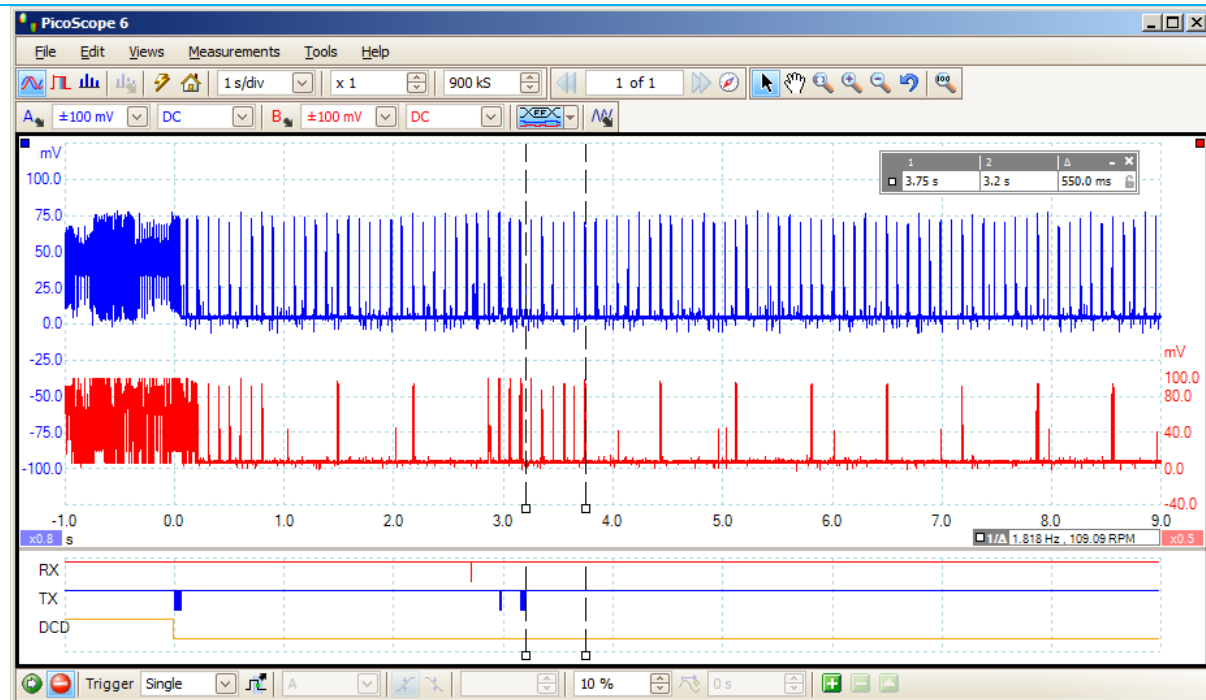 PicoScope 6
File Edit Views Measurements Tools Help
1 s/div x 1 900 kS 1 of 1
A ±100 mV DC B ±100 mV DC
mV
1 2 Δ
3.75 s 3.2 s 550.0 ms
100.0
75.0
50.0
25.0
0.0
-25.0
-50.0
-75.0
-100.0
mV
100.0
80.0
40.0
0.0
-40.0
-1.0 0.0 1.0 2.0 3.0 4.0 5.0 6.0 7.0 8.0 9.0
x0.8 s 1/Δ 1.818 Hz , 109.09 RPM x0.5
RX
TX
DCD
Trigger Single A 10 % 0 s